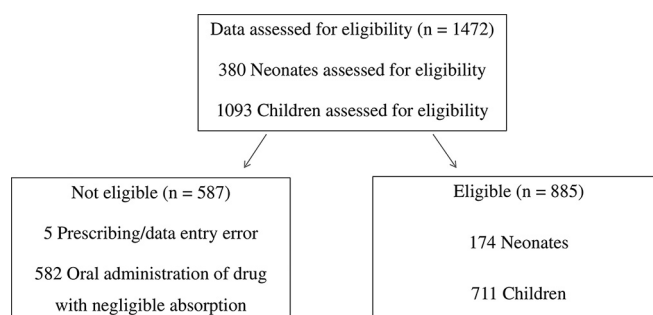 Data assessed for eligibility (n = 1472)
380 Neonates assessed for eligibility
1093 Children assessed for eligibility
Not eligible (n = 587)
5 Prescribing/data entry error
582 Oral administration of drug
with negligible absorption
Eligible (n = 885)
174 Neonates
711 Children